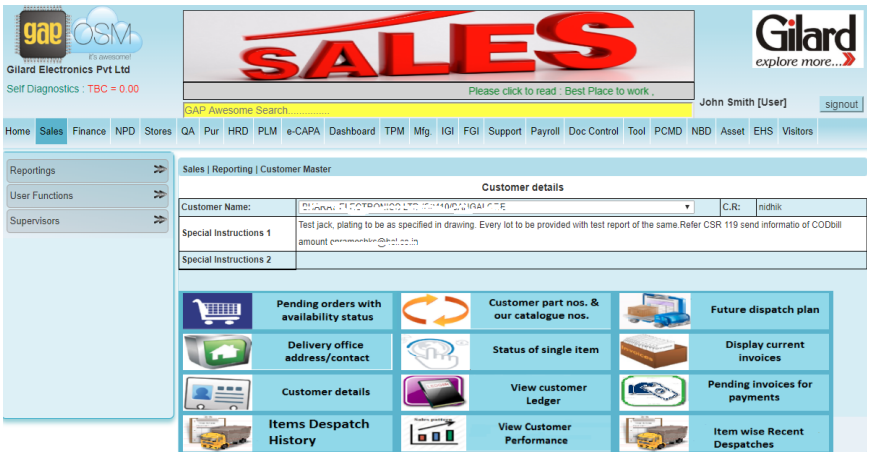 gap OSM
it's awesome!
Gilard Electronics Pvt Ltd
Self Diagnostics : TBC = 0.00
SALES
Please click to read : Best Place to work ,
Gilard
explore more...
GAP Awesome Search..............
John Smith [User]
signout
Home Sales Finance NPD Stores QA Pur HRD PLM e-CAPA Dashboard TPM Mfg. IGI FGI Support Payroll Doc Control Tool PCMD NBD Asset EHS Visitors
Reportings
User Functions
Supervisors
Sales | Reporting | Customer Master
Customer details
Customer Name:
C.R: nidhik
Special Instructions 1
Test jack, plating to be as specified in drawing. Every lot to be provided with test report of the same.Refer CSR 119 send informatio of CODbill
amount
Special Instructions 2
Pending orders with
availability status
Customer part nos. &
our catalogue nos.
Future dispatch plan
Delivery office
address/contact
Status of single item
INVOICES
Display current
invoices
Customer details
View customer
Ledger
Pending invoices for
payments
Items Despatch
History
Sales pattern
View Customer
Performance
Item wise Recent
Despatches